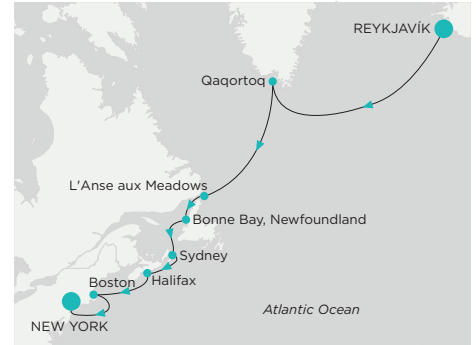 REYKJAVÍK
Qaqortoq
L'Anse aux Meadows
Bonne Bay, Newfoundland
Sydney
Halifax
Boston
Atlantic Ocean
NEW YORK